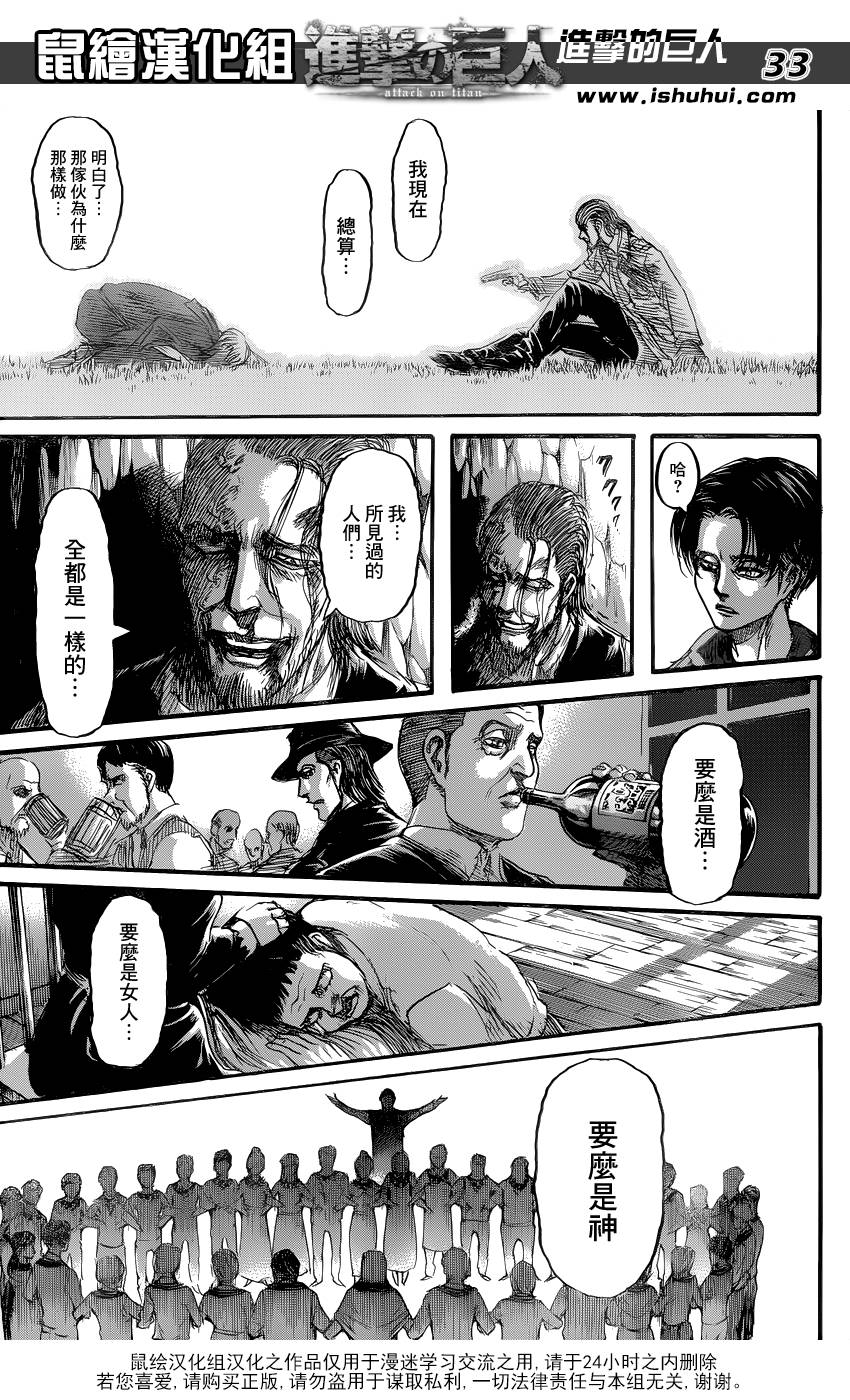 鼠繪漢化組
進撃の巨人
attack on titan
進擊的巨人
33
www.ishuhui.com
我現在
總算…
明白了…
那傢伙為什麼
那樣做…
哈?
我…
所見過的
人們…
全都是一樣的…
要麼是酒…
要麼是女人…
要麼是神
鼠绘汉化组汉化之作品仅用于漫迷学习交流之用, 请于24小时之内删除
若您喜爱, 请购买正版, 请勿盗用于谋取私利, 一切法律责任与本组无关, 谢谢。